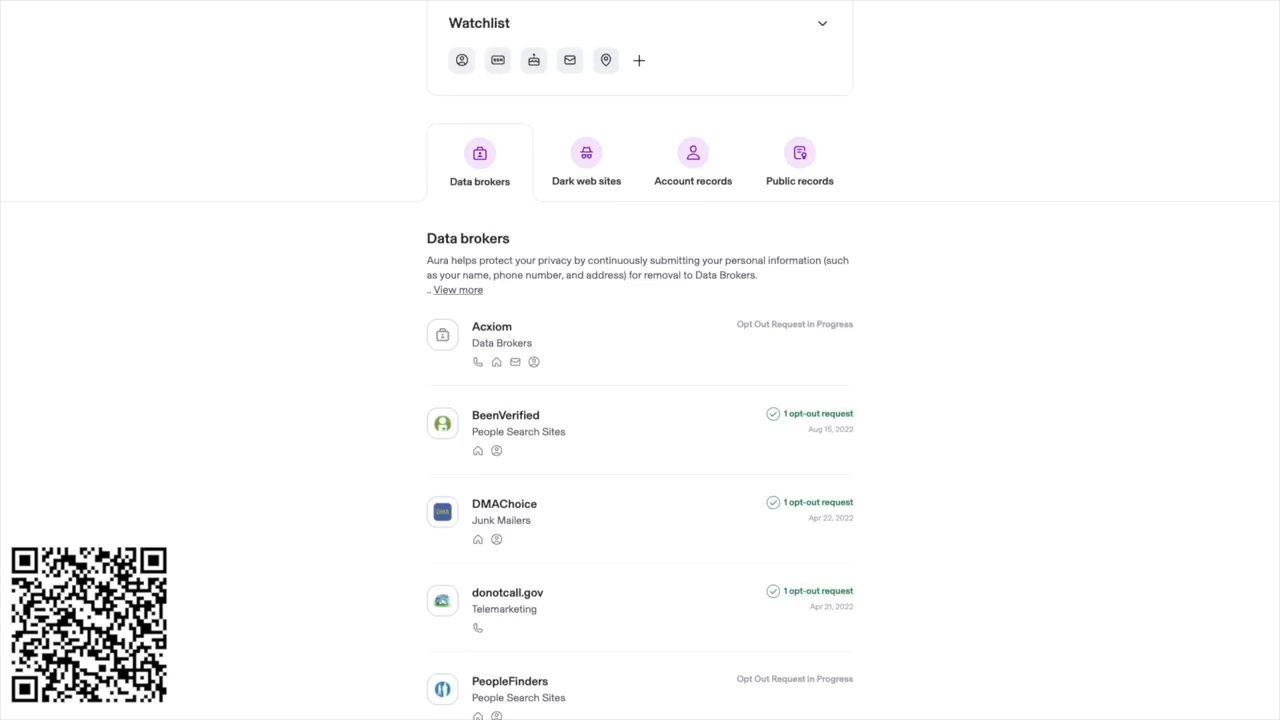 Watchlist
Data brokers
Dark web sites
Account records
Public records
Data brokers
Aura helps protect your privacy by continuously submitting your personal information (such
as your name, phone number, and address) for removal to Data Brokers.
.. View more
Acxiom
Opt Out Request In Progress
Data Brokers
BeenVerified
1 opt-out request
People Search Sites
Aug 15, 2022
DMAChoice
1 opt-out request
Junk Mailers
Apr 22, 2022
DMA
donotcall.gov
1 opt-out request
Telemarketing
Apr 21, 2022
PeopleFinders
Opt Out Request In Progress
People Search Sites